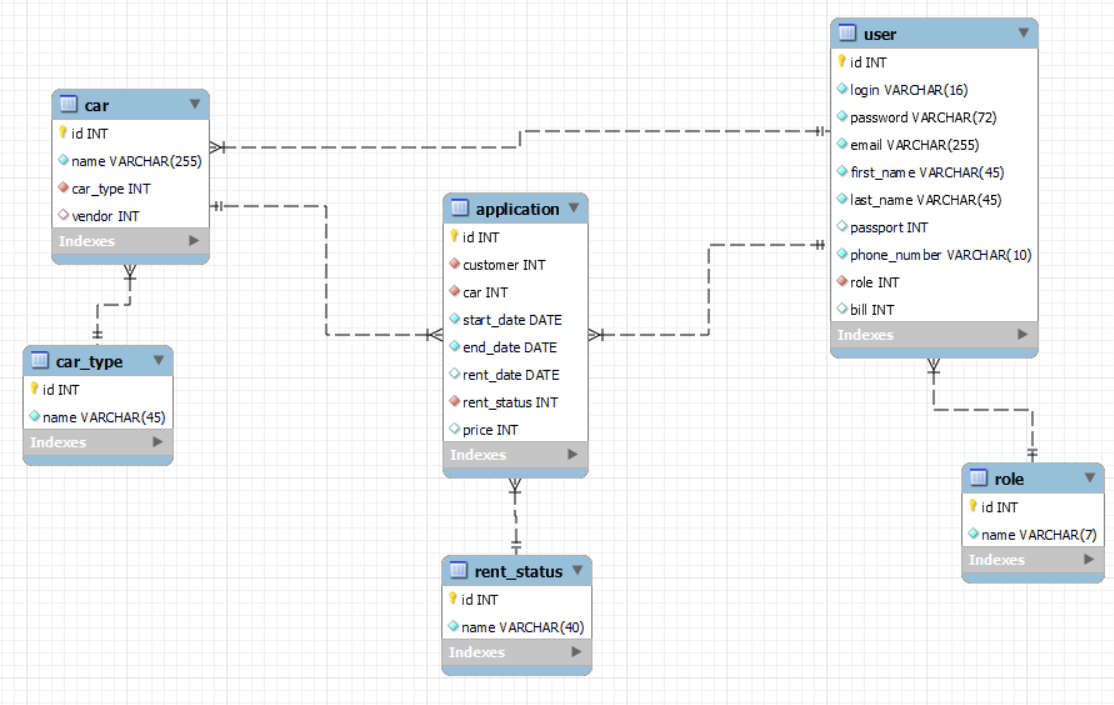 car
id INT
name VARCHAR(255)
car_type INT
vendor INT
Indexes
car_type
id INT
name VARCHAR(45)
Indexes
application
id INT
customer INT
car INT
start_date DATE
end_date DATE
rent_date DATE
rent_status INT
price INT
Indexes
rent_status
id INT
name VARCHAR(40)
Indexes
user
id INT
login VARCHAR(16)
password VARCHAR(72)
email VARCHAR(255)
first_name VARCHAR(45)
last_name VARCHAR(45)
passport INT
phone_number VARCHAR(10)
role INT
bill INT
Indexes
role
id INT
name VARCHAR(7)
Indexes